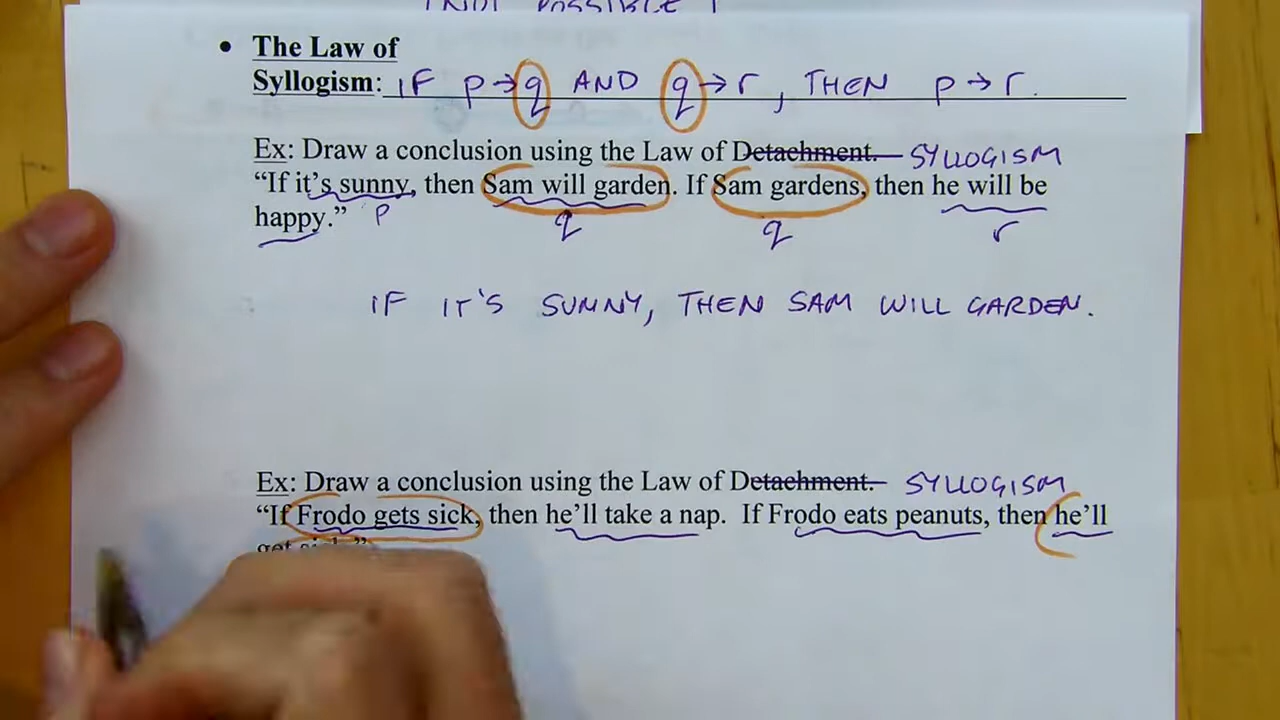 • The Law of
Syllogism: IF p→q AND q→r, THEN p→r.
Ex: Draw a conclusion using the Law of Detachment. SYLLOGISM
“If it’s sunny, then Sam will garden. If Sam gardens, then he will be
happy.” P
q q r
IF IT'S SUNNY, THEN SAM WILL GARDEN.
Ex: Draw a conclusion using the Law of Detachment. SYLLOGISM
“If Frodo gets sick, then he’ll take a nap. If Frodo eats peanuts, then he’ll
get